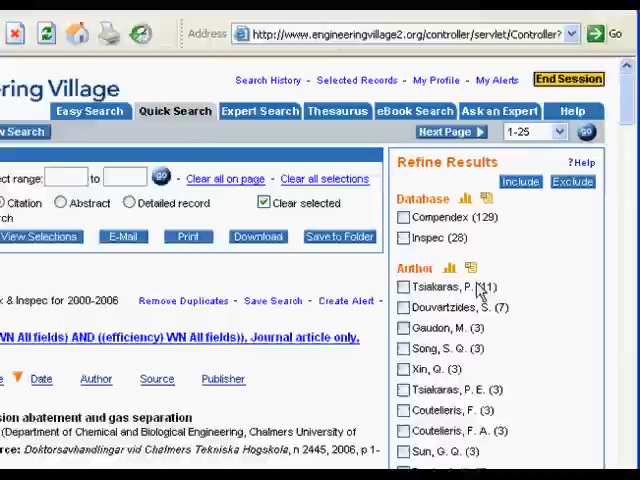 Address http://www.engineeringvillage2.org/controller/servlet/Controller? Go
ering Village
Search History - Selected Records - My Profile - My Alerts End Session
Easy Search Quick Search Expert Search Thesaurus eBook Search Ask an Expert Help
w Search Next Page 1-25 GO
ect range: to GO - Clear all on page - Clear all selections
Citation Abstract Detailed record Clear selected
rch
View Selections E-Mail Print Download Save to Folder
k & Inspec for 2000-2006 Remove Duplicates - Save Search - Create Alert -
WN All fields) AND ((efficiency) WN All fields)), Journal article only,
e Date Author Source Publisher
sion abatement and gas separation
(Department of Chemical and Biological Engineering, Chalmers University of
rce: Doktorsavhandlingar vid Chalmers Tekniska Hogskola, n 2445, 2006, p 1-
Refine Results ?Help
Include Exclude
Database
Compendex (129)
Inspec (28)
Author
Tsiakaras, P. (11)
Douvartzides, S. (7)
Gaudon, M. (3)
Song, S. Q. (3)
Xin, Q. (3)
Tsiakaras, P. E. (3)
Coutelieris, F. (3)
Coutelieris, F. A. (3)
Sun, G. Q. (3)